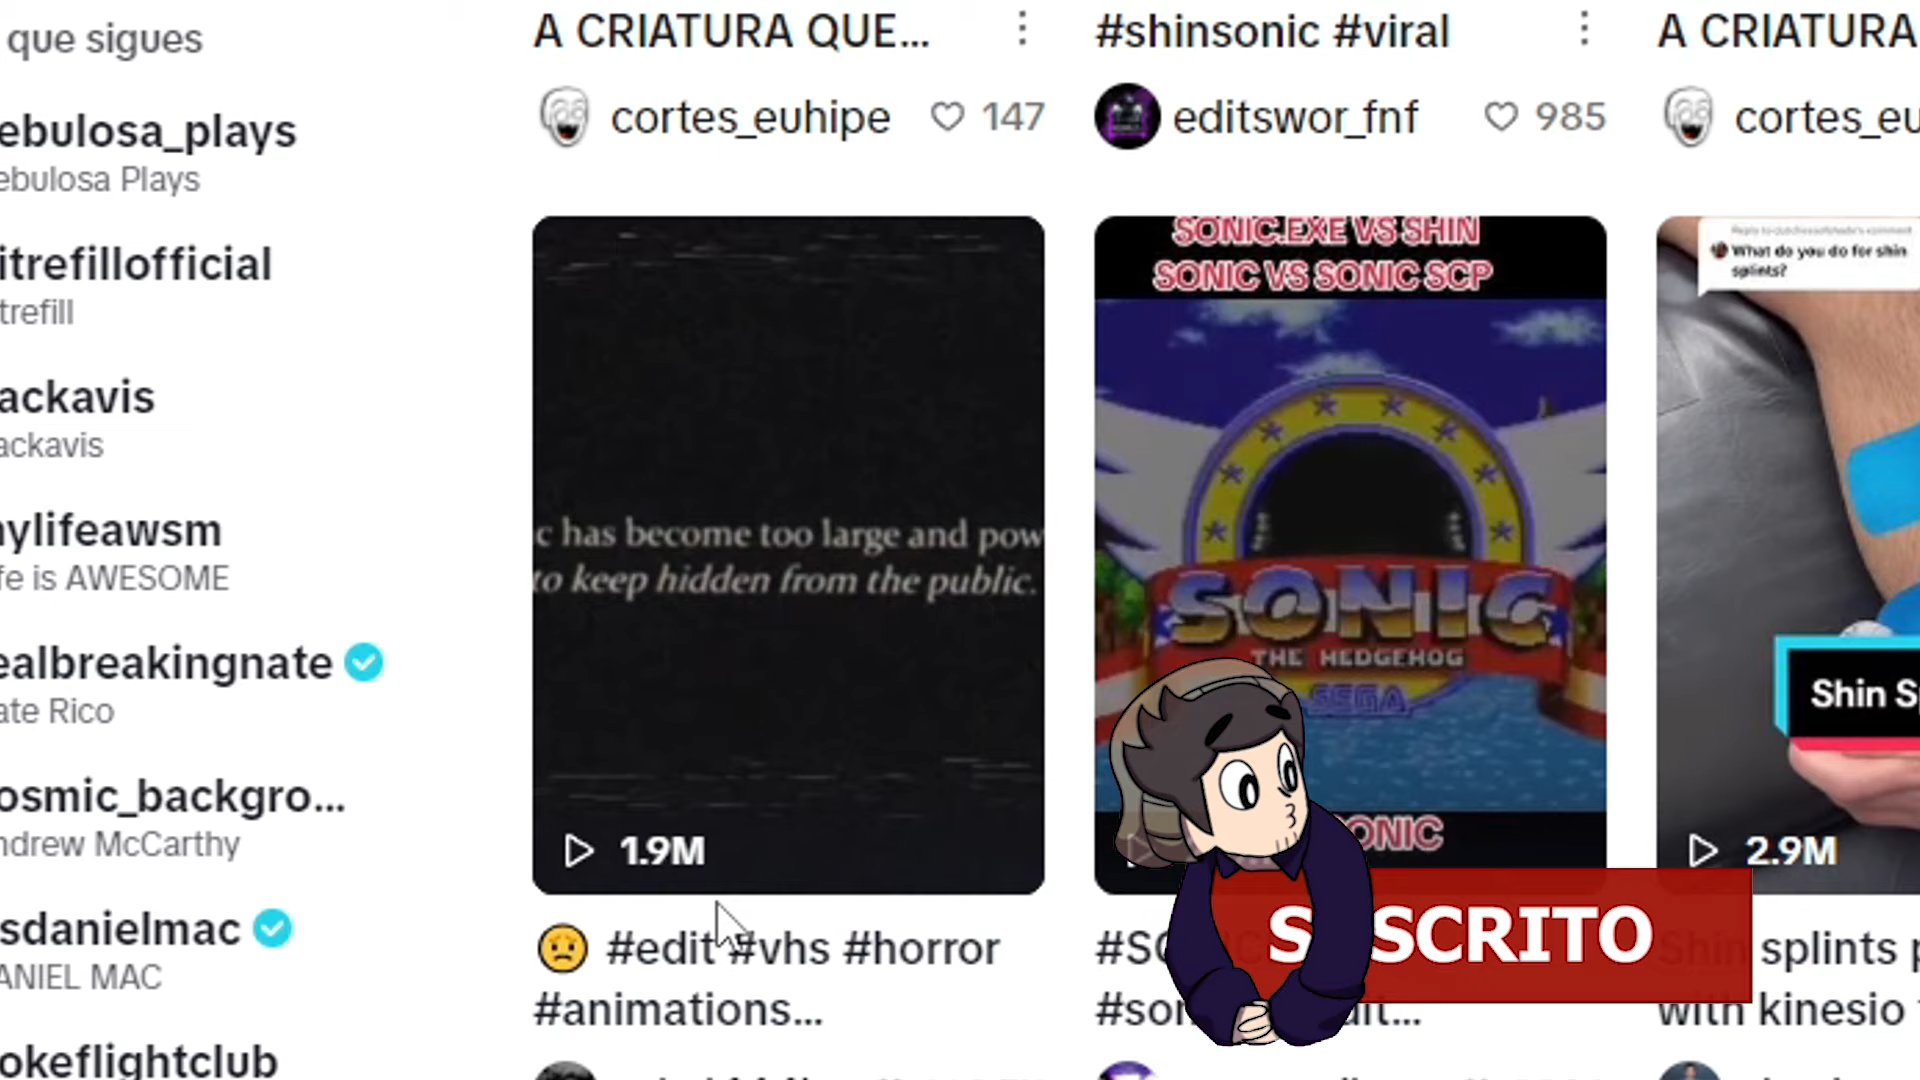 que sigues
ebulosa_plays
ebulosa Plays
itrefillofficial
trefill
ackavis
ackavis
ylifeawsm
fe is AWESOME
ealbreakingnate
ate Rico
osmic_backgro...
ndrew McCarthy
sdanielmac
ANIEL MAC
okeflightclub
A CRIATURA QUE...
cortes_euhipe 147
c has become too large and pow
to keep hidden from the public.
1.9M
#edit #vhs #horror
#animations...
#shinsonic #viral
editswor_fnf 985
SONIC.EXE VS SHIN
SONIC VS SONIC SCP
SONIC
THE HEDGEHOG
SEGA
ONIC
SUSCRITO
A CRIATURA
cortes_eu
What do you do for shin
splints?
Shin S
2.9M
Shin splints p
with kinesio